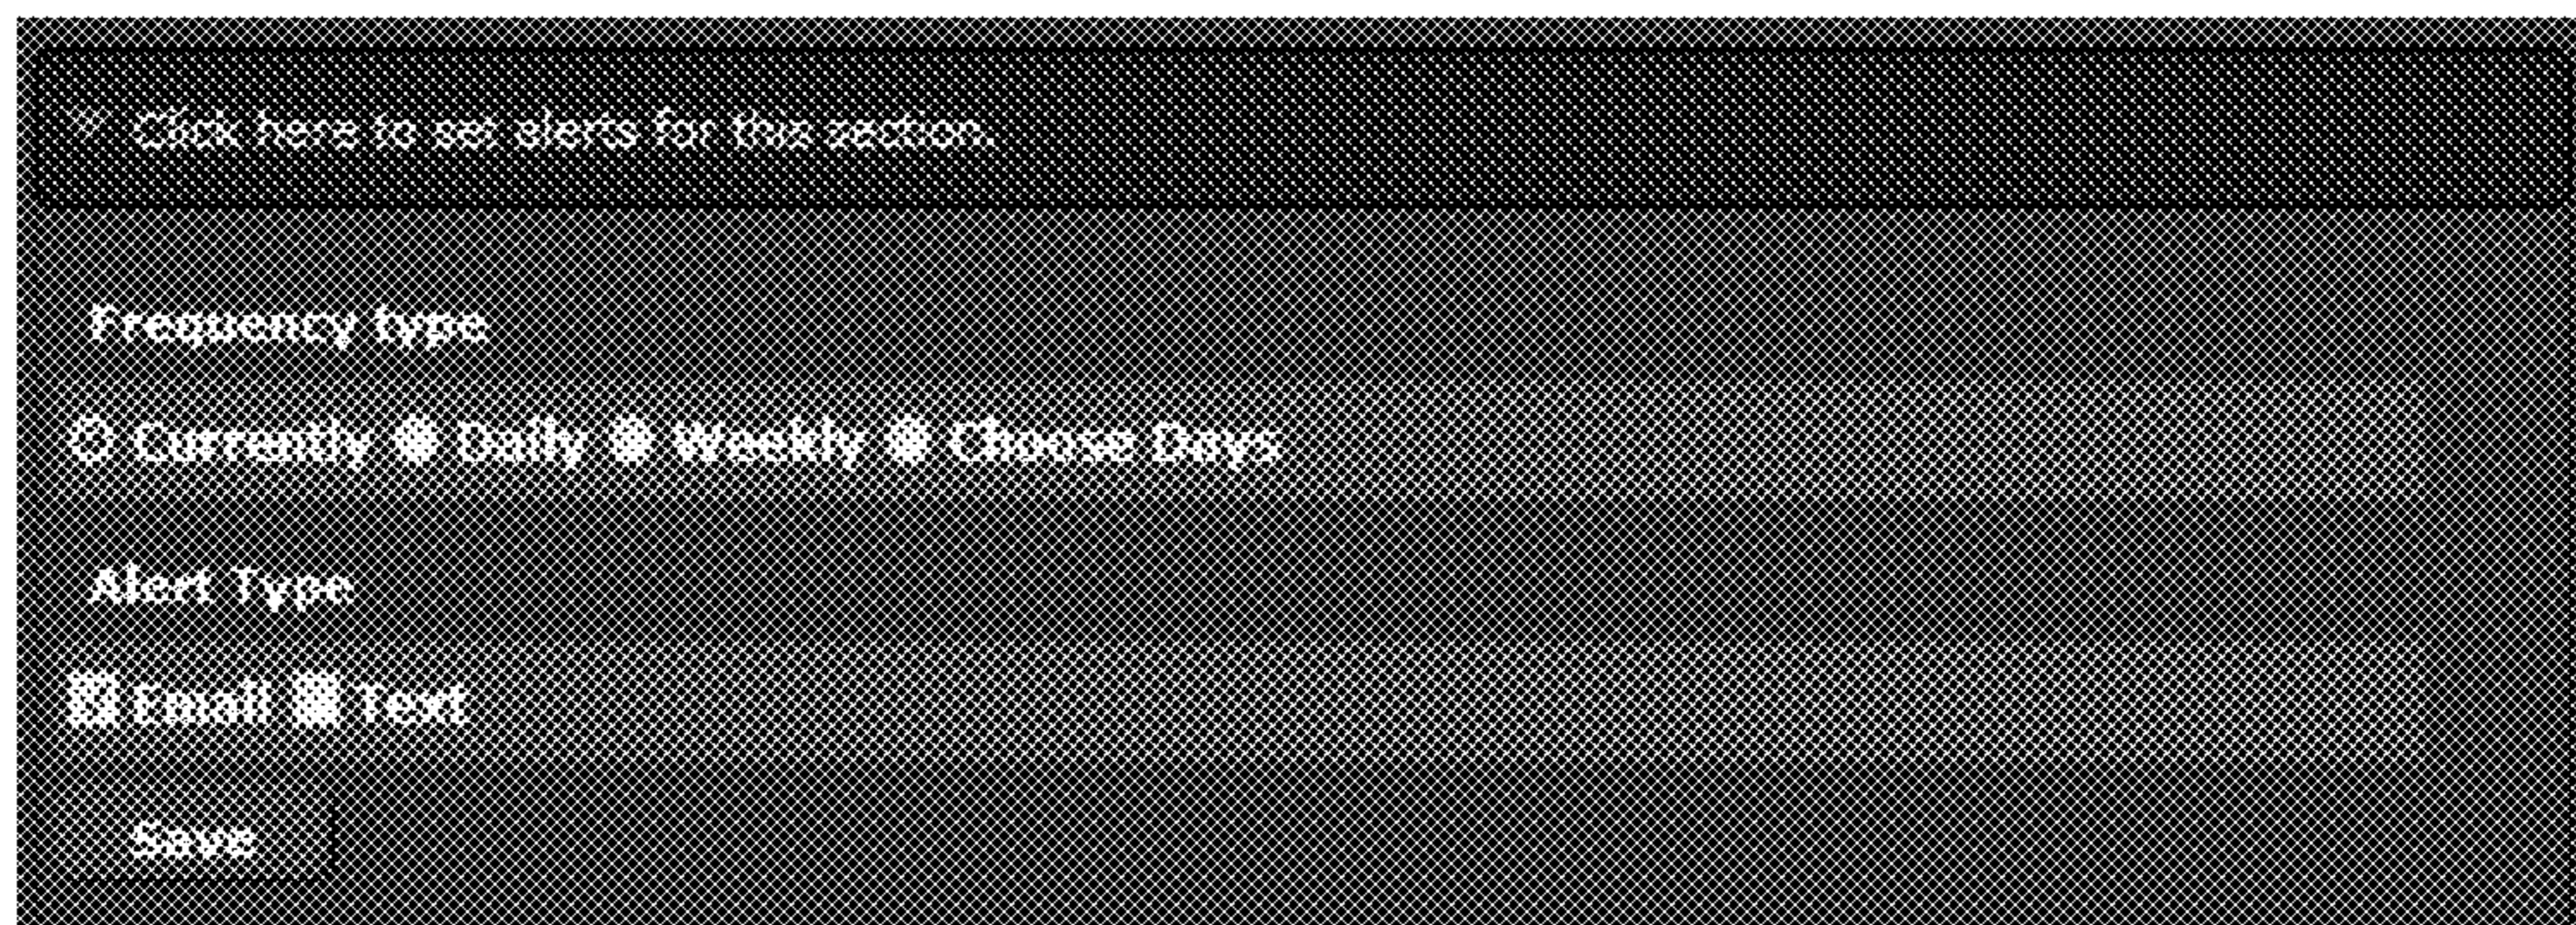 Click here to set alerts for this section.
Frequency type
Currently Daily Weekly Choose Days
Alert Type
Email Text
Save